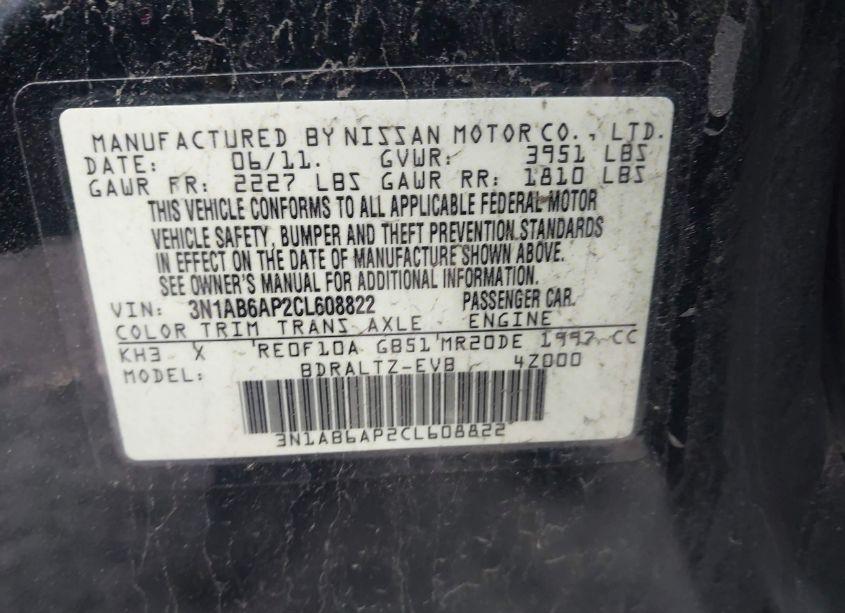 MANUFACTURED BY NISSAN MOTOR CO., LTD.
DATE: 06/11. GVWR: 3951 LBS
GAWR FR: 2227 LBS GAWR RR: 1810 LBS
THIS VEHICLE CONFORMS TO ALL APPLICABLE FEDERAL MOTOR
VEHICLE SAFETY, BUMPER AND THEFT PREVENTION STANDARDS
IN EFFECT ON THE DATE OF MANUFACTURE SHOWN ABOVE.
SEE OWNER'S MANUAL FOR ADDITIONAL INFORMATION.
VIN: 3N1AB6AP2CL608822 PASSENGER CAR.
COLOR TRIM TRANS AXLE ENGINE
KH3 X RE0F10A GB51 MR20DE 1997 CC
MODEL: BDRALTZ-EVB 4Z000
3N1AB6AP2CL608822